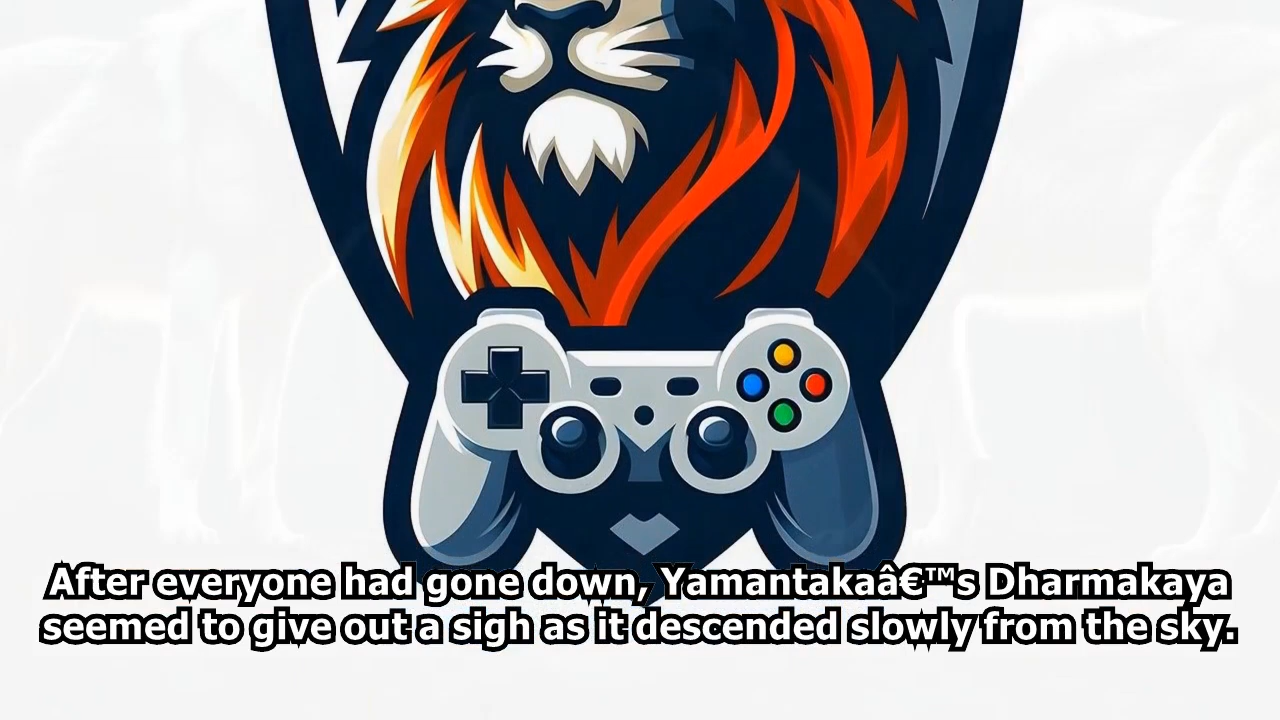 After everyone had gone down, Yamantakaâ€™s Dharmakaya
seemed to give out a sigh as it descended slowly from the sky.